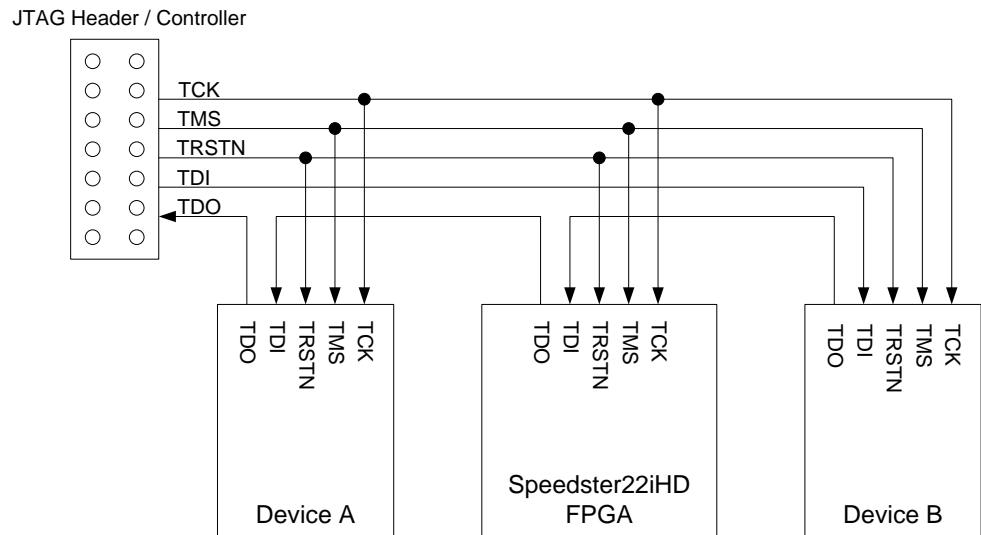 JTAG Header / Controller
TCK
TMS
TRSTN
TDI
TDO
TDO
TDI
TRSTN
TMS
TCK
Device A
TDO
TDI
TRSTN
TMS
TCK
Speedster22iHD
FPGA
TDO
TDI
TRSTN
TMS
TCK
Device B